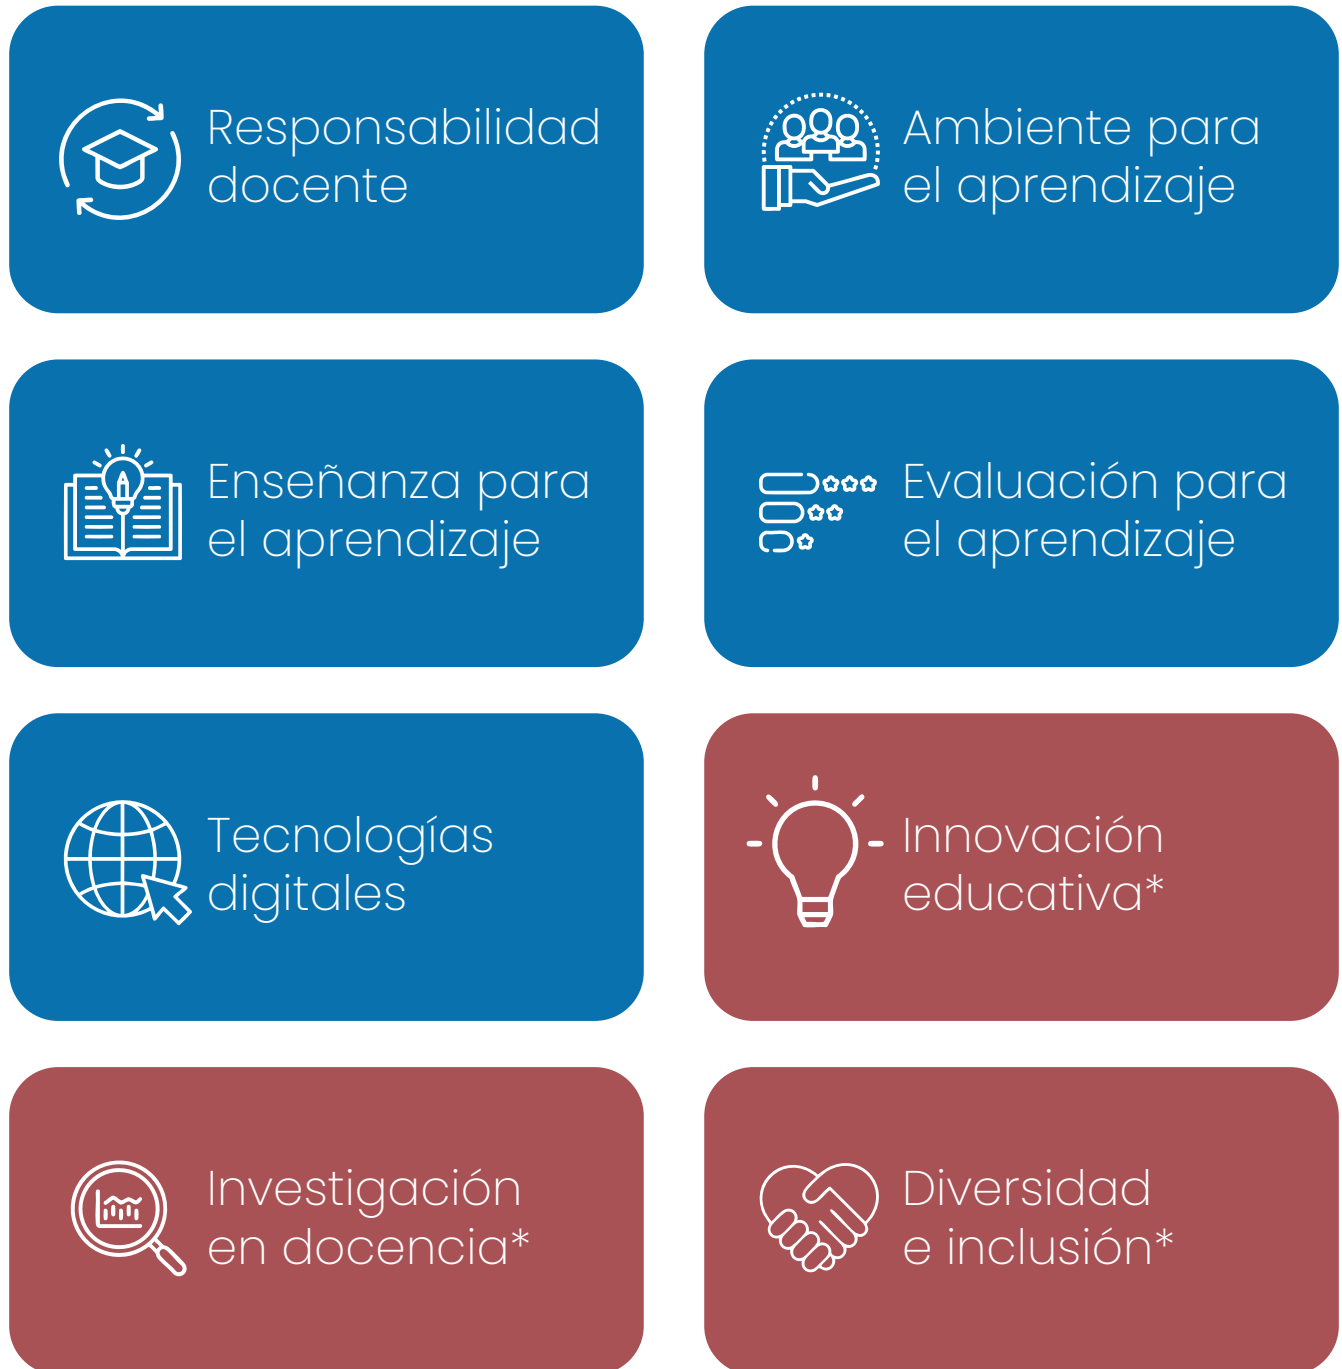 Responsabilidad
docente
Ambiente para
el aprendizaje
Enseñanza para
el aprendizaje
Evaluación para
el aprendizaje
Tecnologías
digitales
Innovación
educativa*
Investigación
en docencia*
Diversidad
e inclusión*